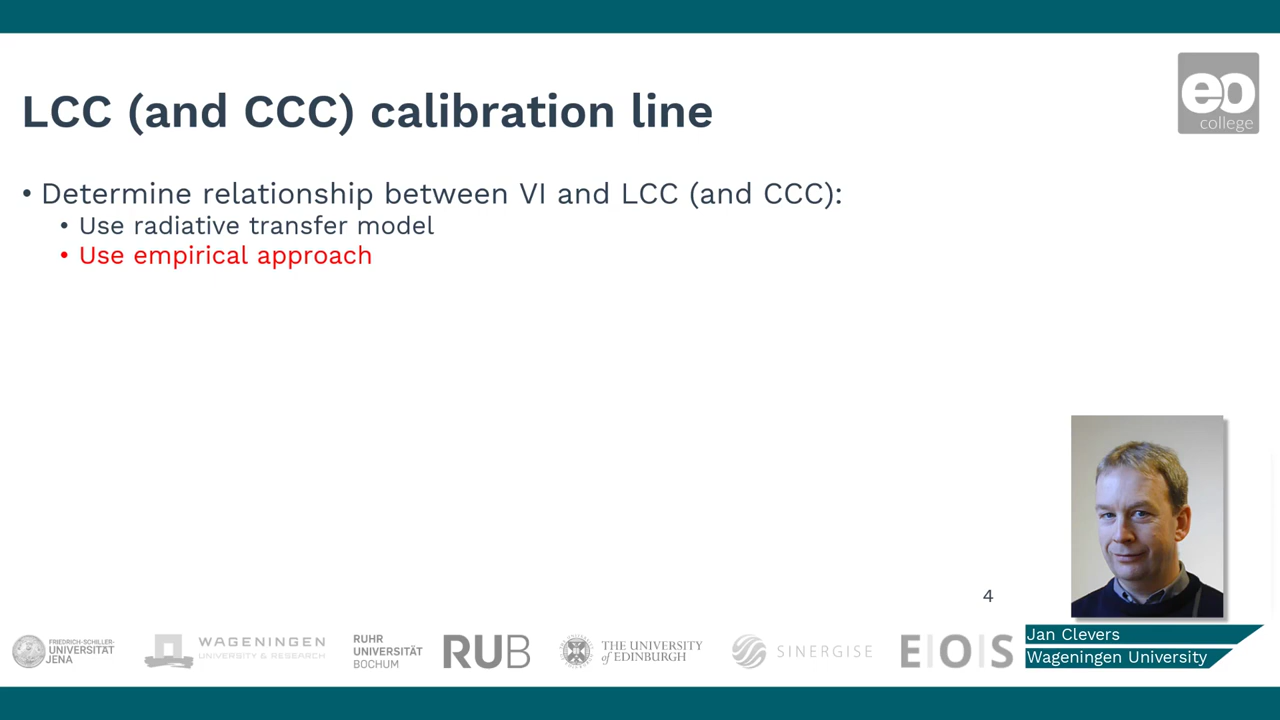 eo
college
LCC (and CCC) calibration line
• Determine relationship between VI and LCC (and CCC):
• Use radiative transfer model
• Use empirical approach
4
Jan Clevers
Wageningen University
FRIEDRICH-SCHILLER-
UNIVERSITÄT
JENA
WAGENINGEN
UNIVERSITY & RESEARCH
RUHR
UNIVERSITÄT
BOCHUM
RUB
THE UNIVERSITY
of EDINBURGH
SINERGISE
E|O|S